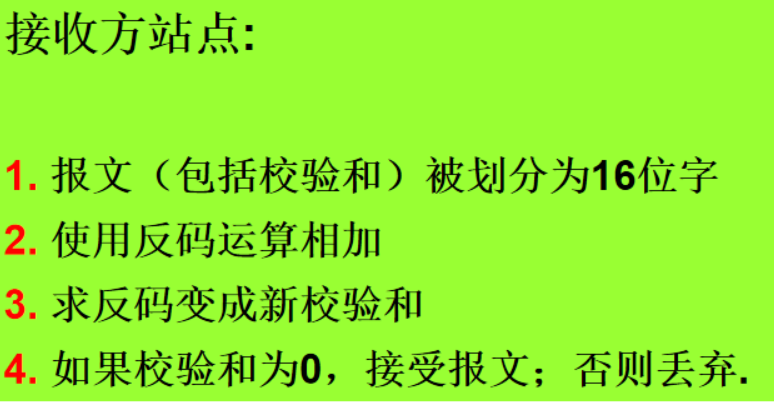 接收方站点:
1. 报文（包括校验和）被划分为16位字
2. 使用反码运算相加
3. 求反码变成新校验和
4. 如果校验和为0，接受报文；否则丢弃.